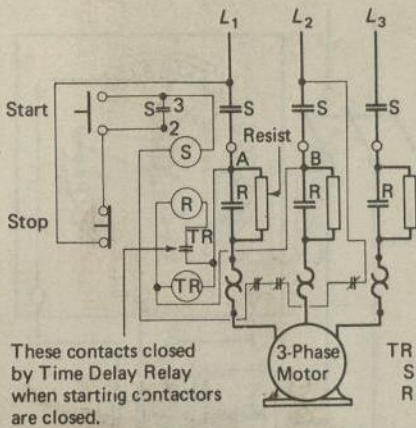 L1 L2 L3
Start S 3 S S S
2
S Resist
A B
Stop R R R R
TR
TR
These contacts closed
by Time Delay Relay
when starting contactors
are closed.
3-Phase
Motor
TR
S
R